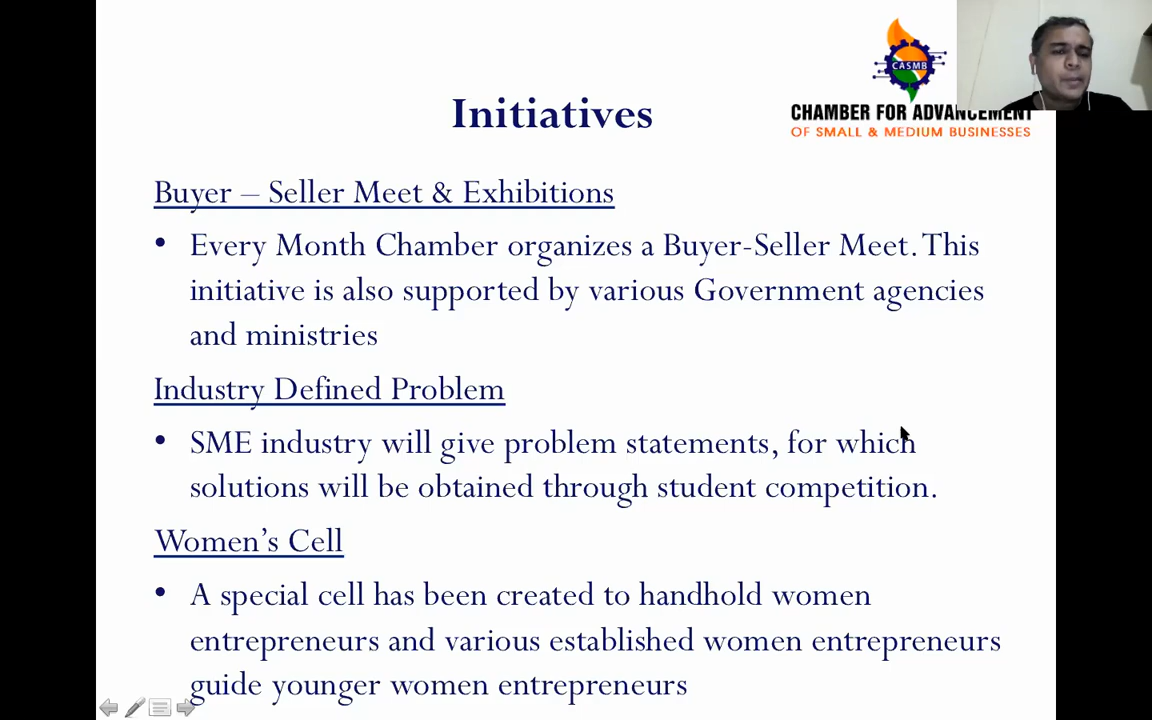 CASMB
CHAMBER FOR ADVANCEMENT
OF SMALL & MEDIUM BUSINESSES
Initiatives
Buyer – Seller Meet & Exhibitions
• Every Month Chamber organizes a Buyer-Seller Meet. This
initiative is also supported by various Government agencies
and ministries
Industry Defined Problem
• SME industry will give problem statements, for which
solutions will be obtained through student competition.
Women’s Cell
• A special cell has been created to handhold women
entrepreneurs and various established women entrepreneurs
guide younger women entrepreneurs